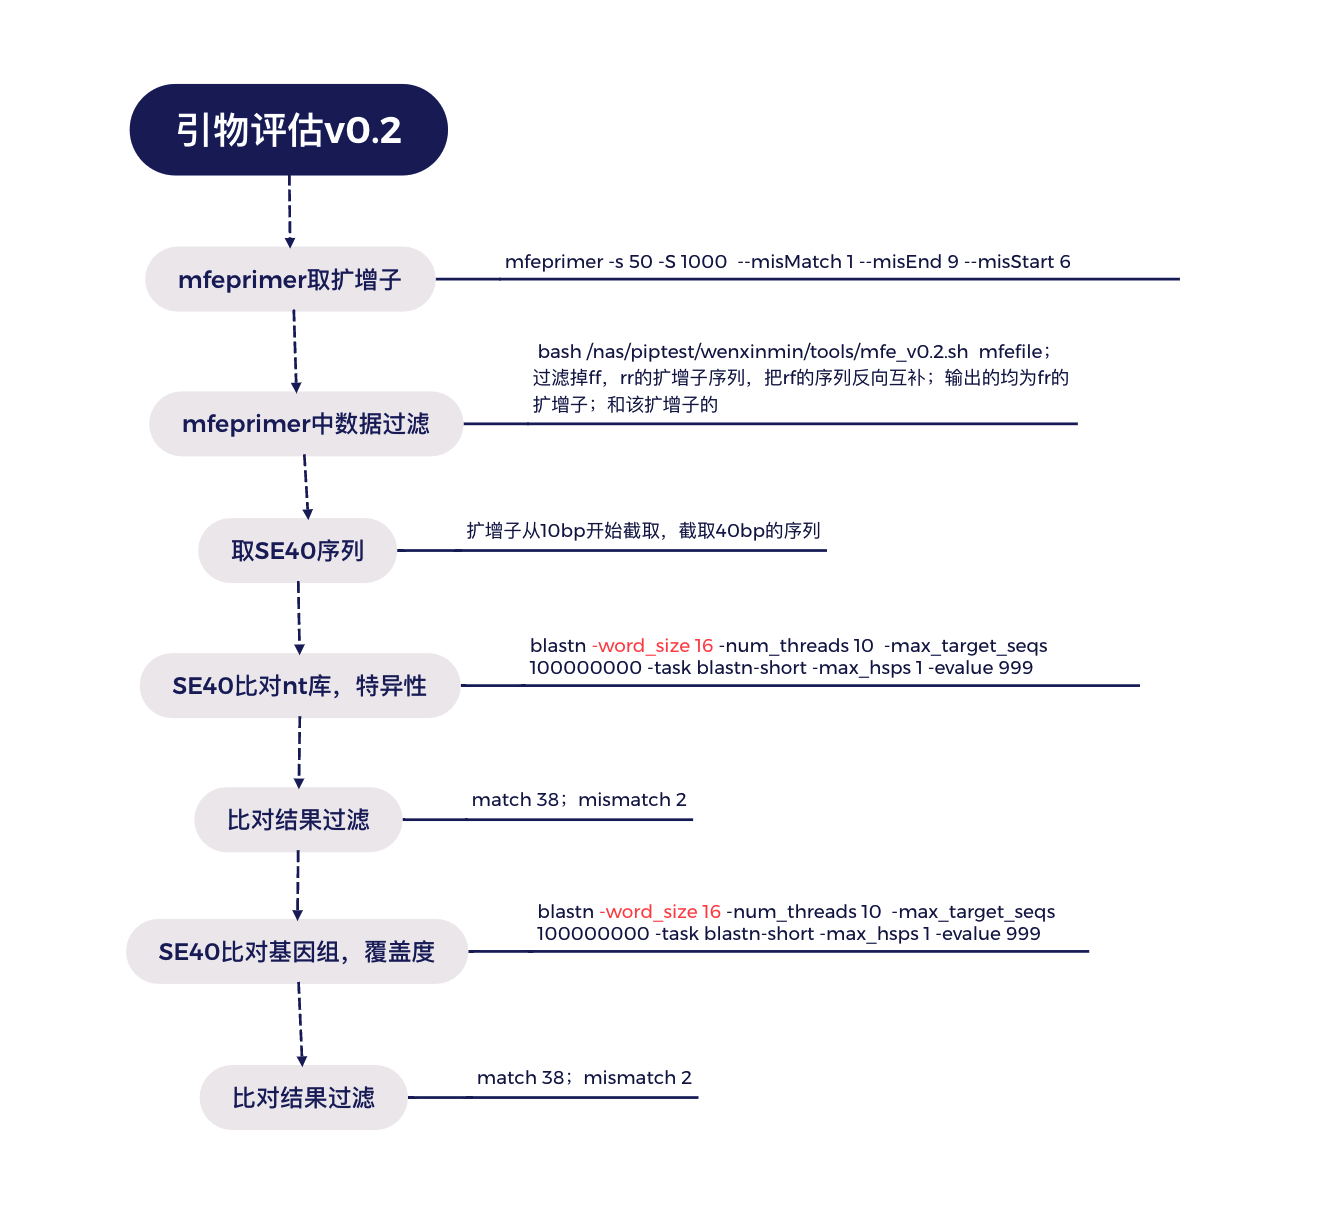 引物评估v0.2
mfeprimer取扩增子
mfeprimer -s 50 -S 1000  --misMatch 1 --misEnd 9 --misStart 6
mfeprimer中数据过滤
bash /nas/piptest/wenxinmin/tools/mfe_v0.2.sh  mfefile；
过滤掉ff，rr的扩增子序列，把rf的序列反向互补；输出的均为fr的
扩增子；和该扩增子的
取SE40序列
扩增子从10bp开始截取，截取40bp的序列
SE40比对nt库，特异性
blastn -word_size 16 -num_threads 10  -max_target_seqs
100000000 -task blastn-short -max_hsps 1 -evalue 999
比对结果过滤
match 38；mismatch 2
SE40比对基因组，覆盖度
blastn -word_size 16 -num_threads 10  -max_target_seqs
100000000 -task blastn-short -max_hsps 1 -evalue 999
比对结果过滤
match 38；mismatch 2